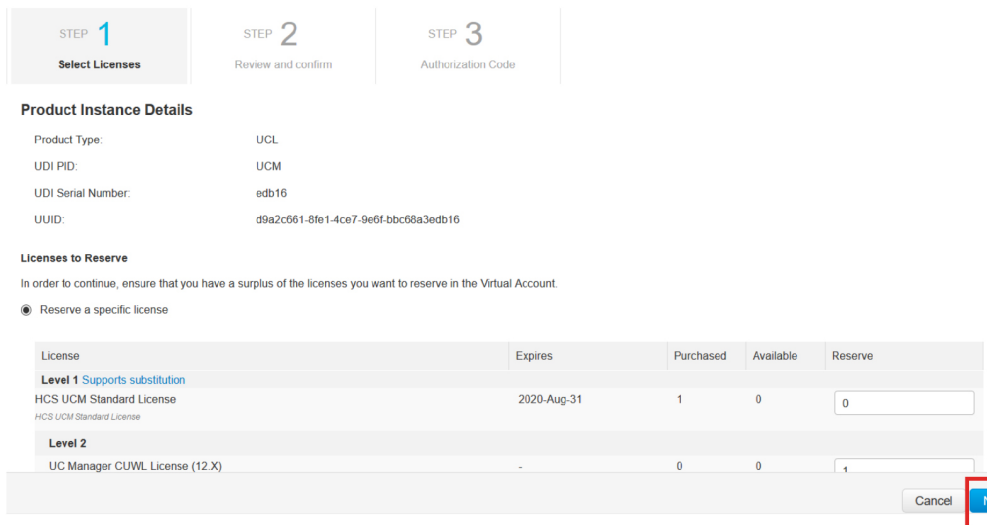 STEP 1 STEP 2 STEP 3
Select Licenses Review and confirm Authorization Code
Product Instance Details
Product Type: UCL
UDI PID: UCM
UDI Serial Number: edb16
UUID: d9a2c661-8fe1-4ce7-9e6f-bbc68a3edb16
Licenses to Reserve
In order to continue, ensure that you have a surplus of the licenses you want to reserve in the Virtual Account.
Reserve a specific license
License Expires Purchased Available Reserve
Level 1 Supports substitution
HCS UCM Standard License 2020-Aug-31 1 0 0
HCS UCM Standard License
Level 2
UC Manager CUWL License (12.X) - 0 0 1
Cancel